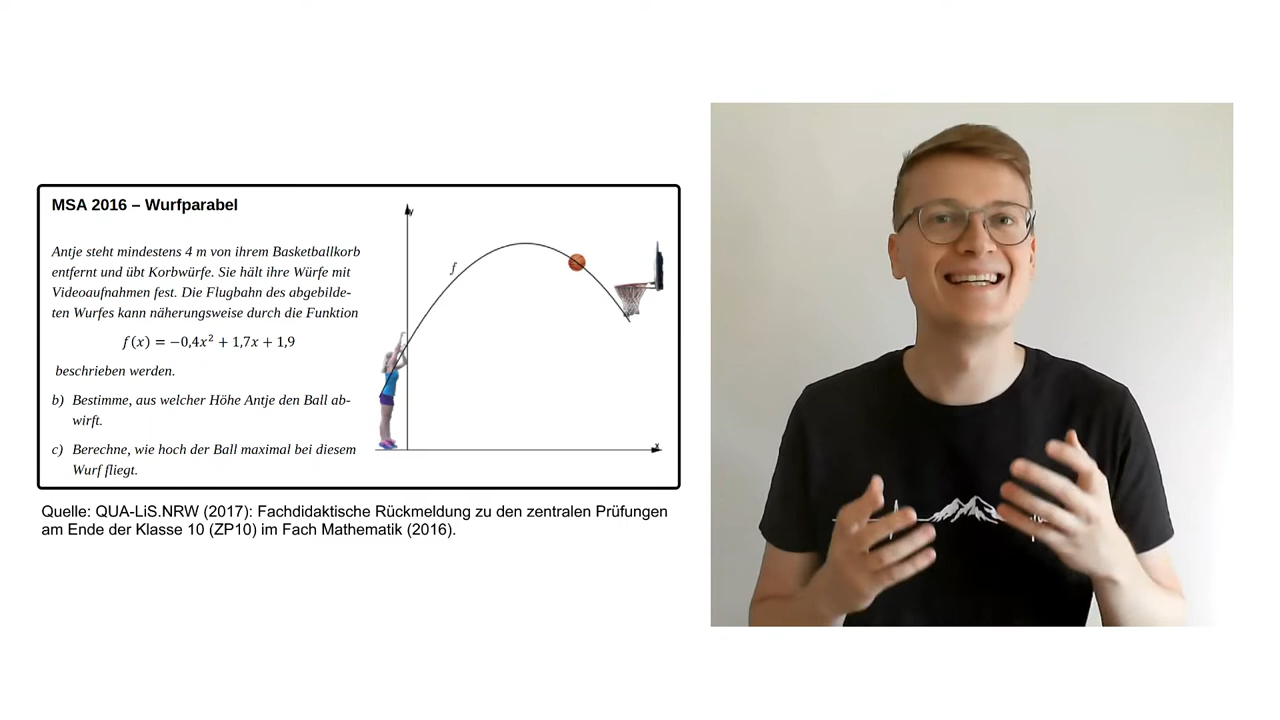 MSA 2016 – Wurfparabel
Antje steht mindestens 4 m von ihrem Basketballkorb
entfernt und übt Korbwürfe. Sie hält ihre Würfe mit
Videoaufnahmen fest. Die Flugbahn des abgebilde-
ten Wurfes kann näherungsweise durch die Funktion
f(x) = −0,4x² + 1,7x + 1,9
beschrieben werden.
b) Bestimme, aus welcher Höhe Antje den Ball ab-
wirft.
c) Berechne, wie hoch der Ball maximal bei diesem
Wurf fliegt.
y
f
x
Quelle: QUA-LiS.NRW (2017): Fachdidaktische Rückmeldung zu den zentralen Prüfungen
am Ende der Klasse 10 (ZP10) im Fach Mathematik (2016).